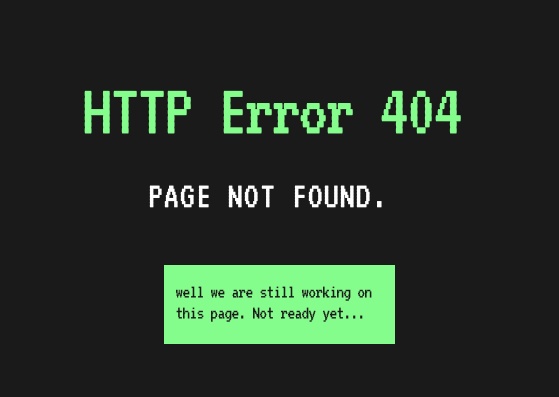 HTTP Error 404
PAGE NOT FOUND.
well we are still working on
this page. Not ready yet...